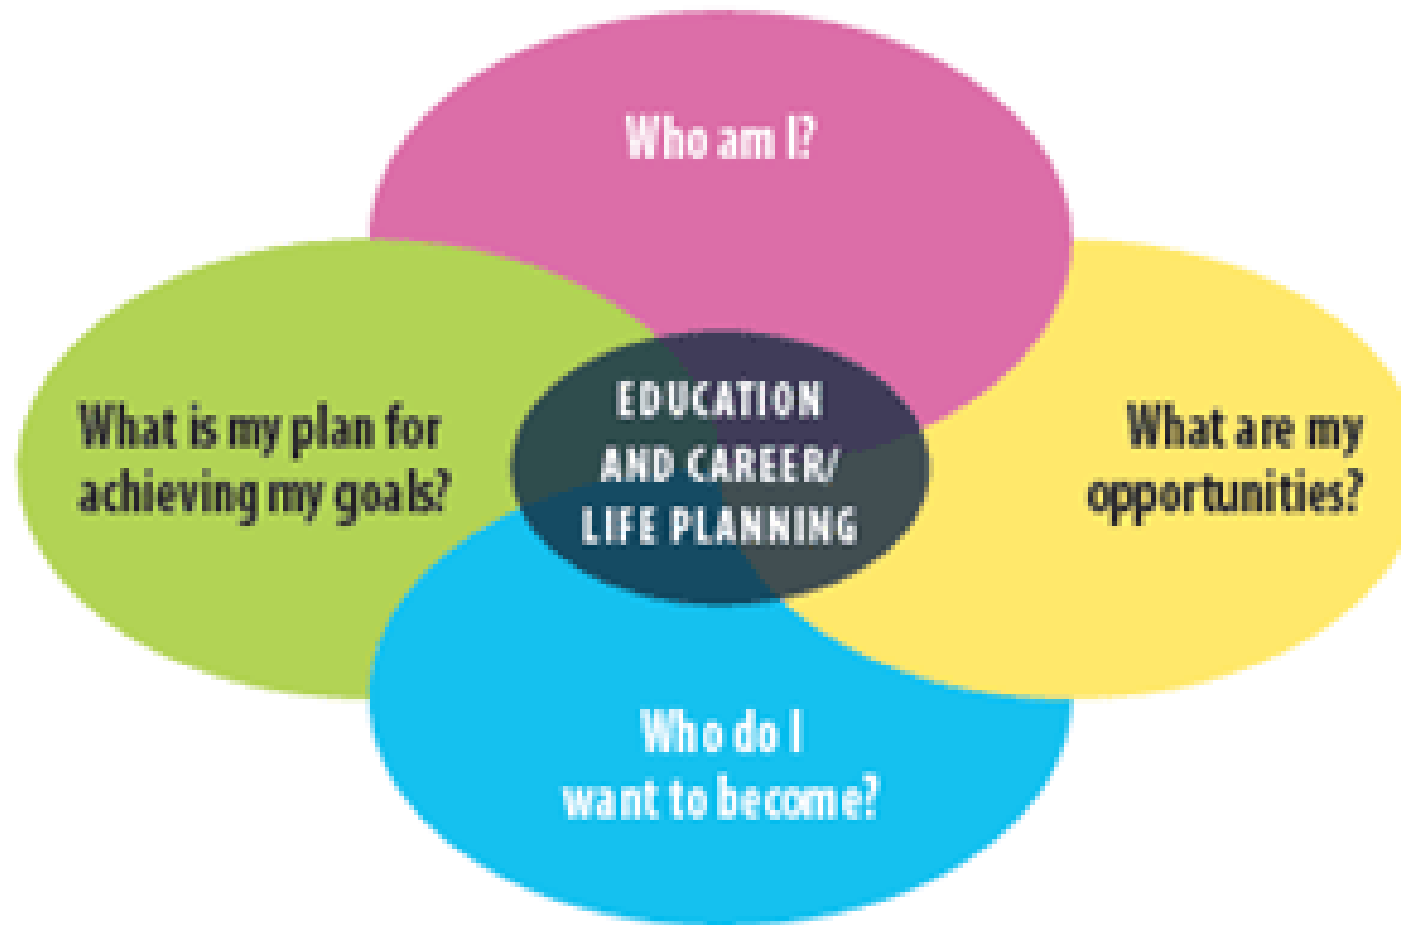 Who am I?
What is my plan for
achieving my goals?
EDUCATION
AND CAREER/
LIFE PLANNING
What are my
opportunities?
Who do I
want to become?